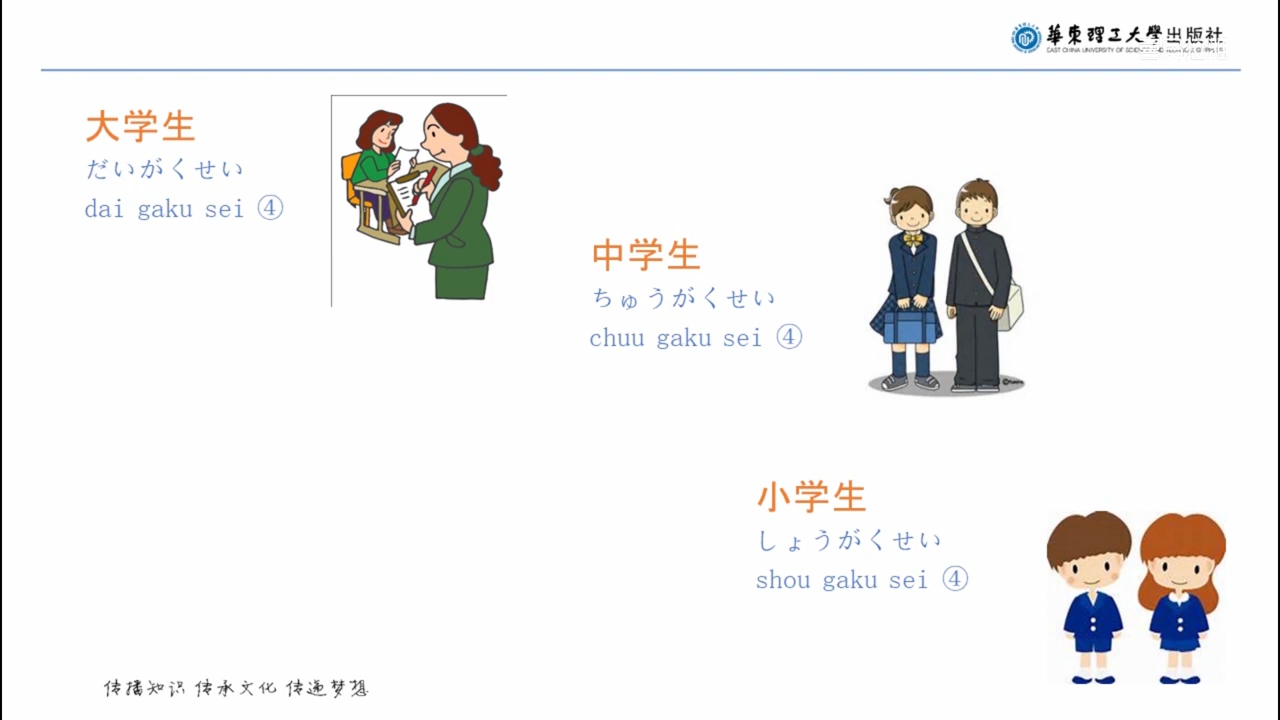 華東理工大學出版社
大学生
だいがくせい
dai gaku sei ④
中学生
ちゅうがくせい
chuu gaku sei ④
小学生
しょうがくせい
shou gaku sei ④
传播知识 传承文化 传递梦想